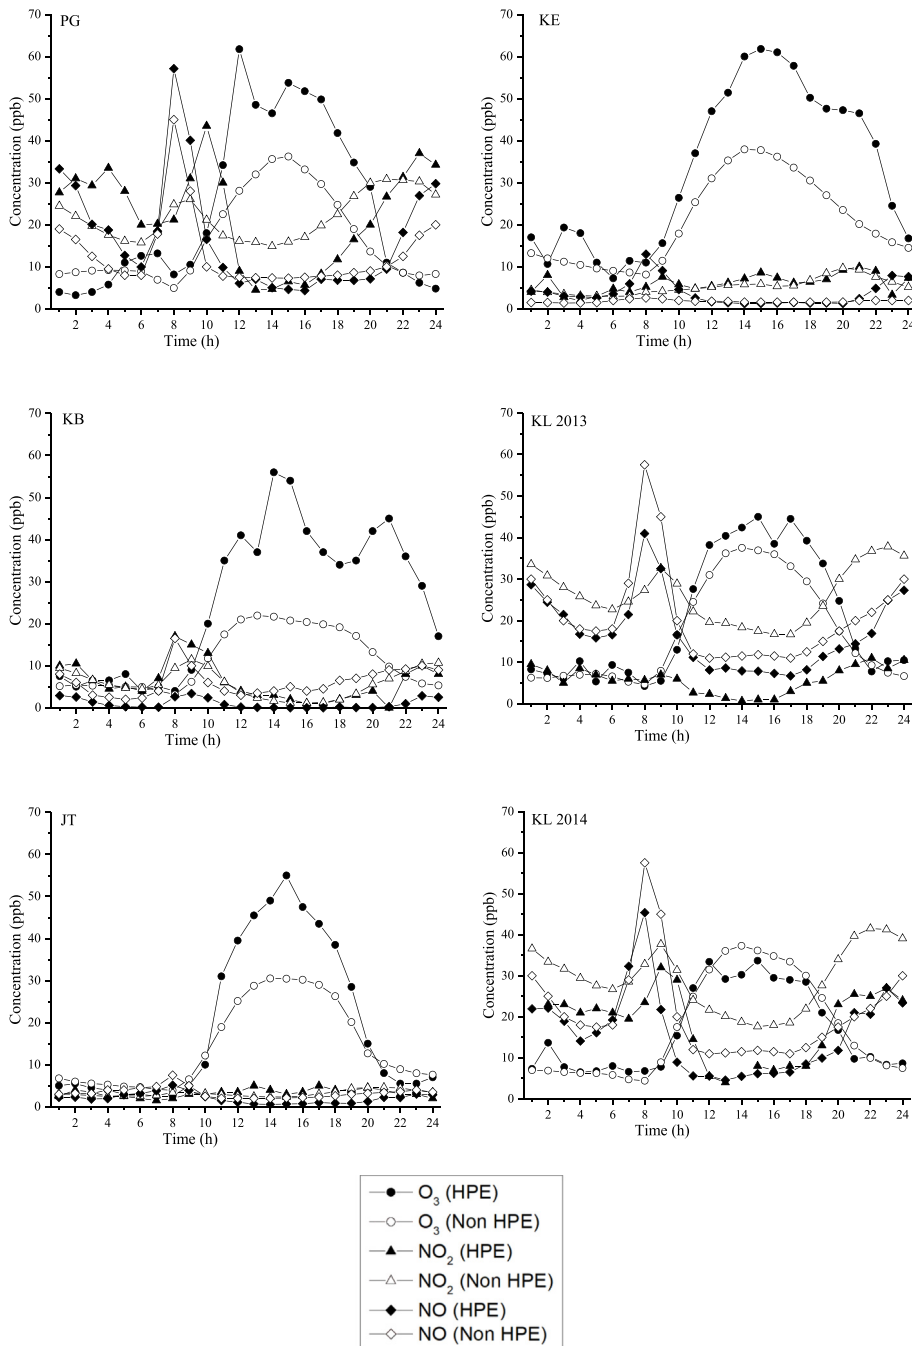 PG
Concentration (ppb)
70
60
50
40
30
20
10
0
2 4 6 8 10 12 14 16 18 20 22 24
Time (h)
KE
Concentration (ppb)
70
60
50
40
30
20
10
0
2 4 6 8 10 12 14 16 18 20 22 24
Time (h)
KB
Concentration (ppb)
70
60
50
40
30
20
10
0
2 4 6 8 10 12 14 16 18 20 22 24
Time (h)
KL 2013
Concentration (ppb)
70
60
50
40
30
20
10
0
2 4 6 8 10 12 14 16 18 20 22 24
Time (h)
JT
Concentration (ppb)
70
60
50
40
30
20
10
0
2 4 6 8 10 12 14 16 18 20 22 24
Time (h)
KL 2014
Concentration (ppb)
70
60
50
40
30
20
10
0
2 4 6 8 10 12 14 16 18 20 22 24
Time (h)
O₃ (HPE)
O₃ (Non HPE)
NO₂ (HPE)
NO₂ (Non HPE)
NO (HPE)
NO (Non HPE)